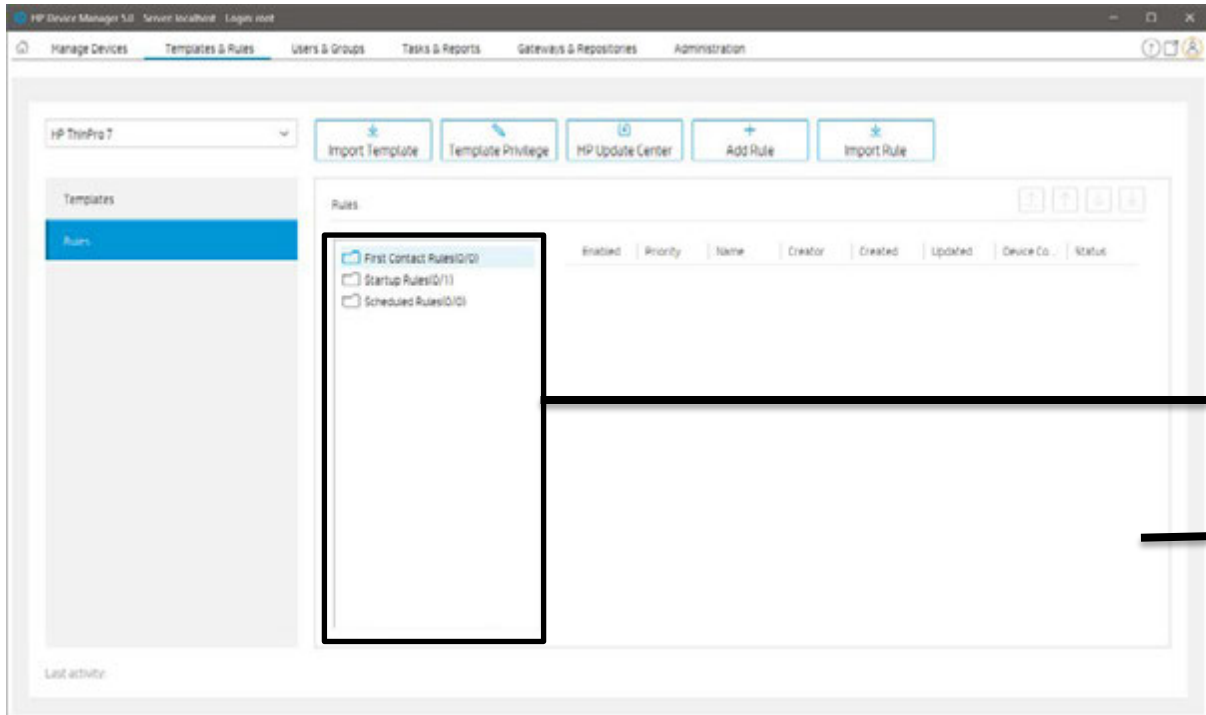 HP Device Manager 5.0 Server: localhost Login: root
Manage Devices Templates & Rules Users & Groups Tasks & Reports Gateways & Repositories Administration
HP ThinPro 7
Import Template Template Privilege HP Update Center Add Rule Import Rule
Templates
Rules
Rules
First Contact Rules(0/0)
Startup Rules(0/1)
Scheduled Rules(0/0)
Enabled Priority Name Creator Created Updated Device Co... Status
Last activity: